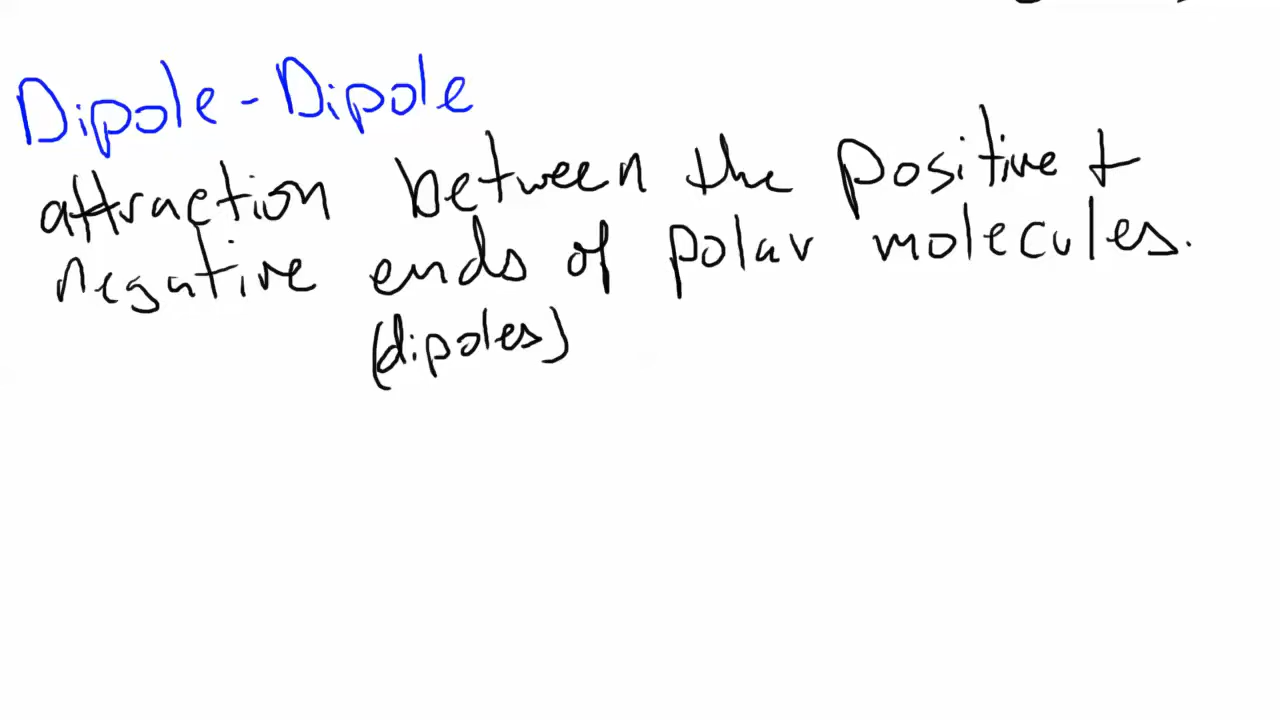 Dipole-Dipole
attraction between the positive +
negative ends of polar molecules.
(dipoles)